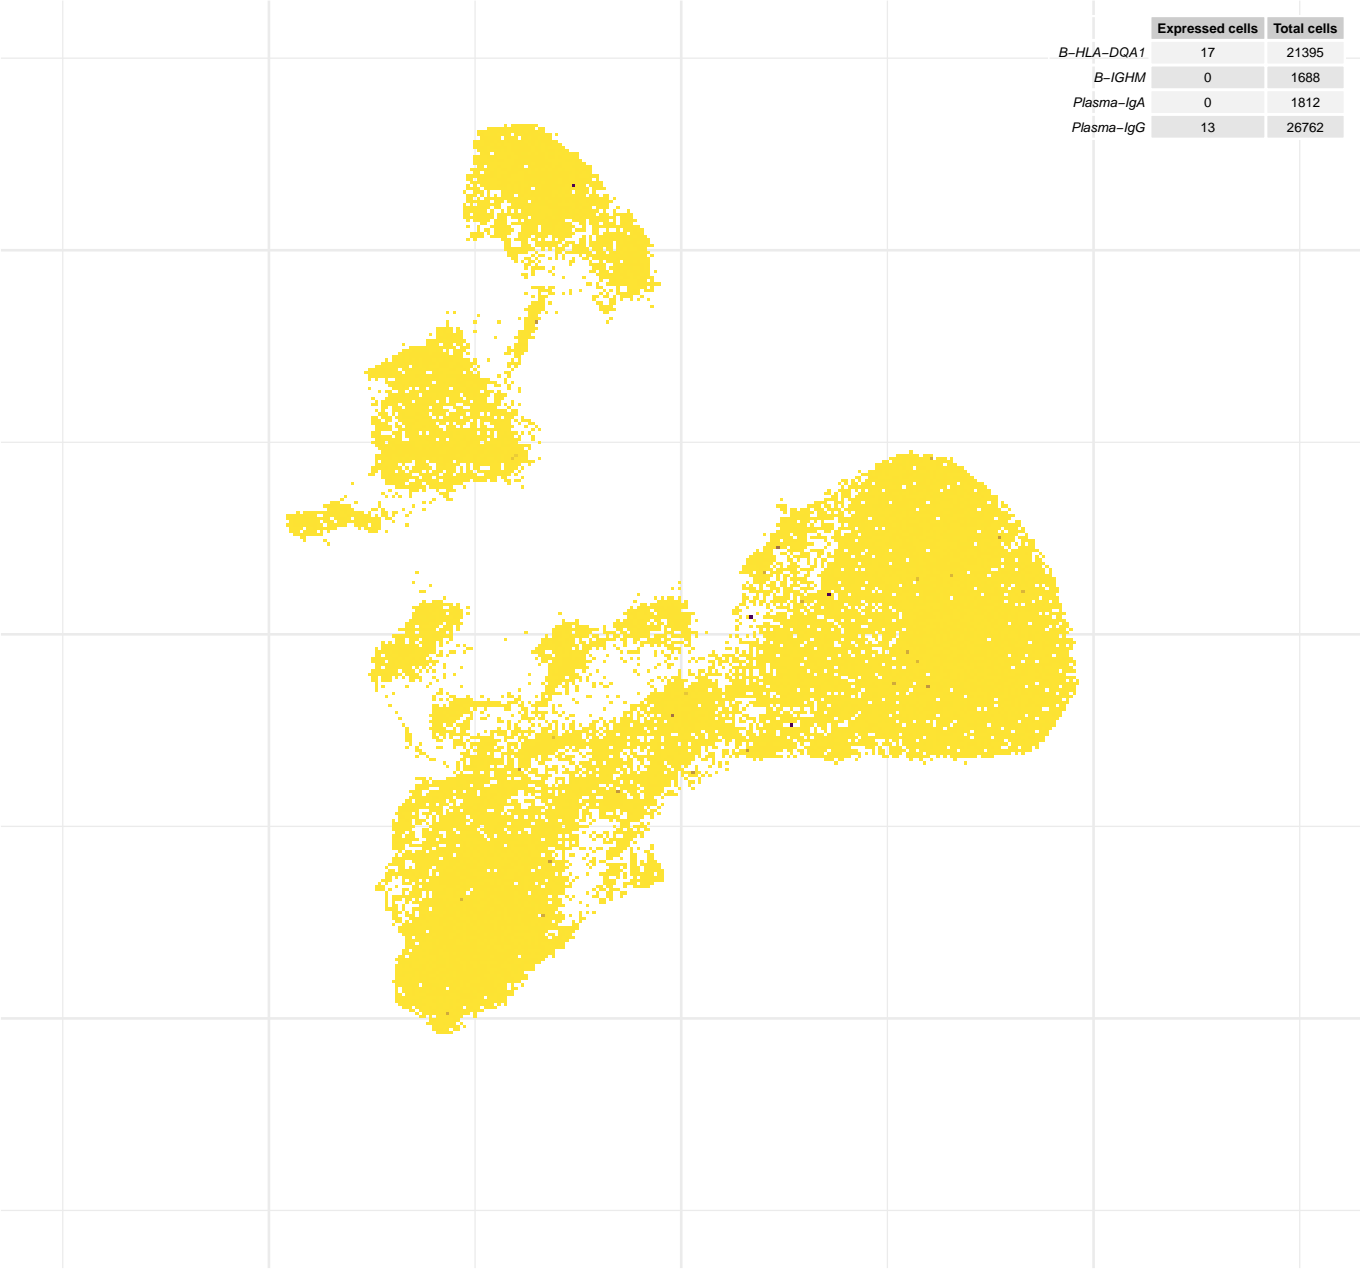 Expressed cells Total cells
B−HLA−DQA1 17 21395
B−IGHM 0 1688
Plasma−IgA 0 1812
Plasma−IgG 13 26762